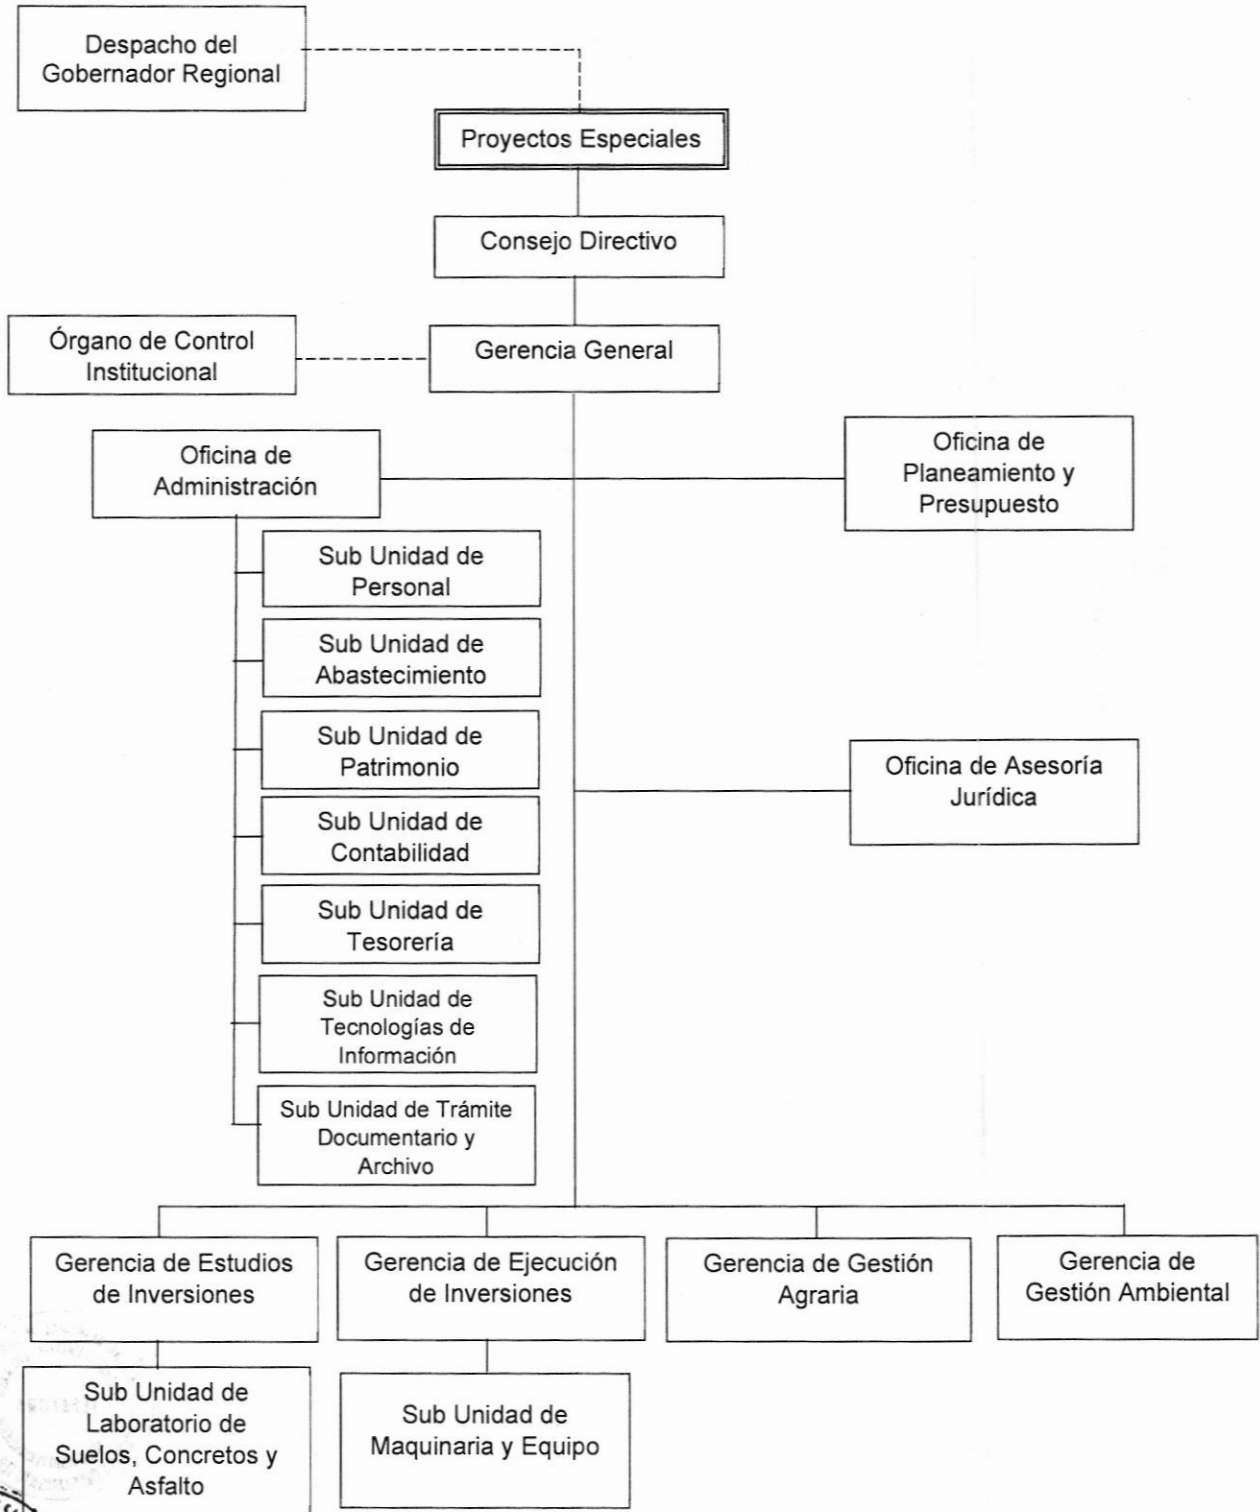 Despacho del
Gobernador Regional
Proyectos Especiales
Consejo Directivo
Órgano de Control
Institucional
Gerencia General
Oficina de
Administración
Oficina de
Planeamiento y
Presupuesto
Sub Unidad de
Personal
Sub Unidad de
Abastecimiento
Sub Unidad de
Patrimonio
Oficina de Asesoría
Jurídica
Sub Unidad de
Contabilidad
Sub Unidad de
Tesorería
Sub Unidad de
Tecnologías de
Información
Sub Unidad de Trámite
Documentario y
Archivo
Gerencia de Estudios
de Inversiones
Gerencia de Ejecución
de Inversiones
Gerencia de Gestión
Agraria
Gerencia de
Gestión Ambiental
Sub Unidad de
Laboratorio de
Suelos, Concretos y
Asfalto
Sub Unidad de
Maquinaria y Equipo